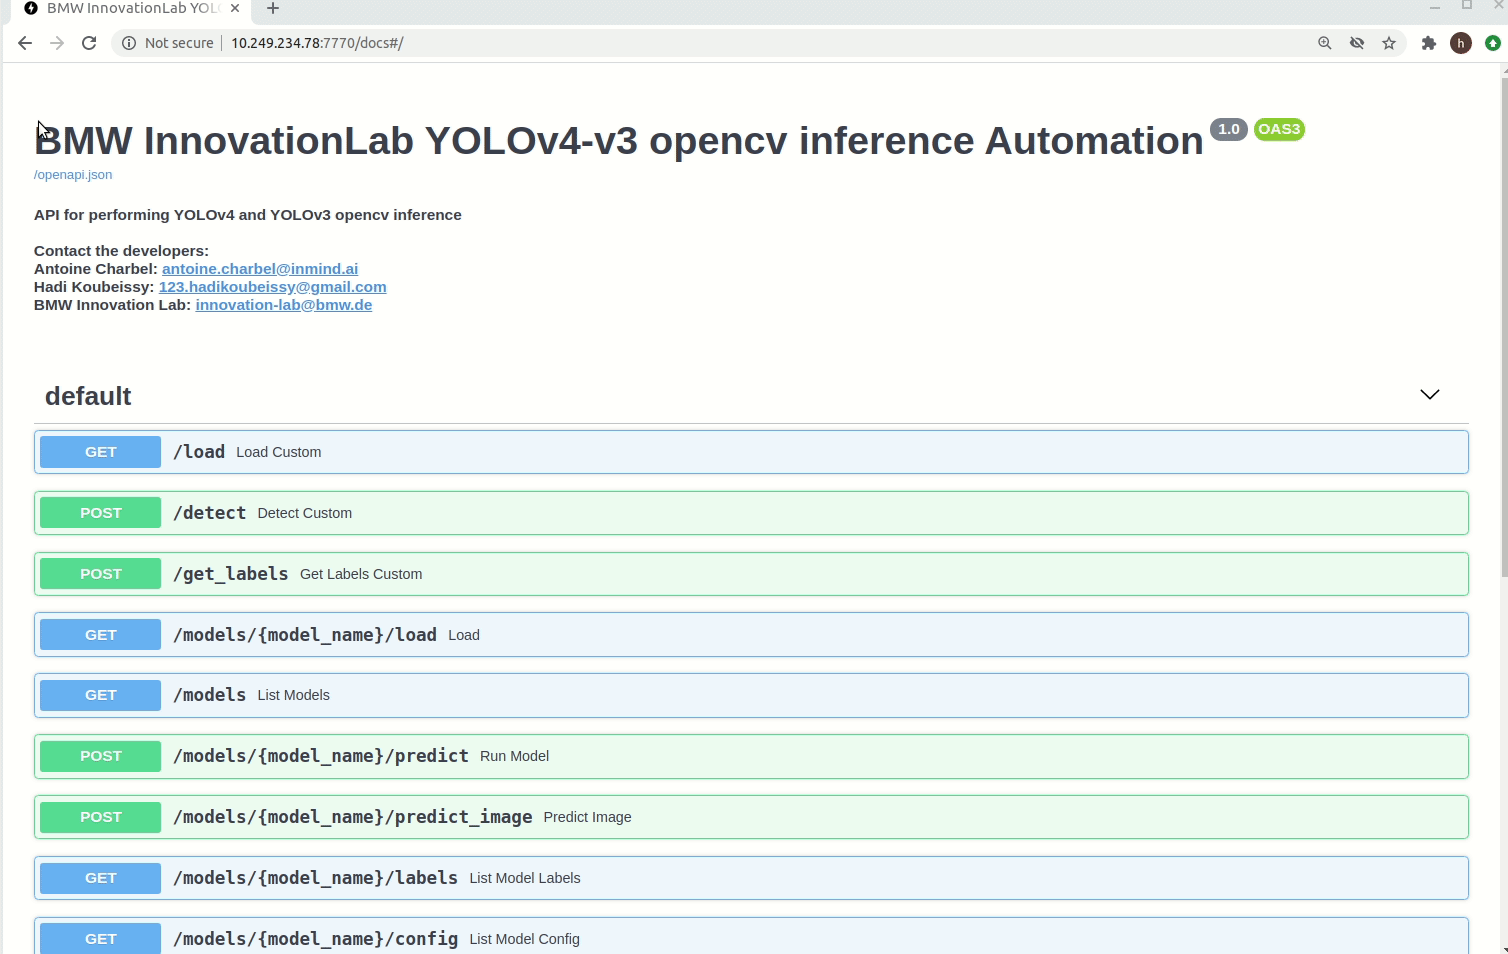 BMW InnovationLab YOL
Not secure 10.249.234.78:7770/docs#/
h
BMW InnovationLab YOLOv4-v3 opencv inference Automation 1.0 OAS3
/openapi.json
API for performing YOLOv4 and YOLOv3 opencv inference
Contact the developers:
Antoine Charbel: antoine.charbel@inmind.ai
Hadi Koubeissy: 123.hadikoubeissy@gmail.com
BMW Innovation Lab: innovation-lab@bmw.de
default
GET /load Load Custom
POST /detect Detect Custom
POST /get_labels Get Labels Custom
GET /models/{model_name}/load Load
GET /models List Models
POST /models/{model_name}/predict Run Model
POST /models/{model_name}/predict_image Predict Image
GET /models/{model_name}/labels List Model Labels
GET /models/{model_name}/config List Model Config